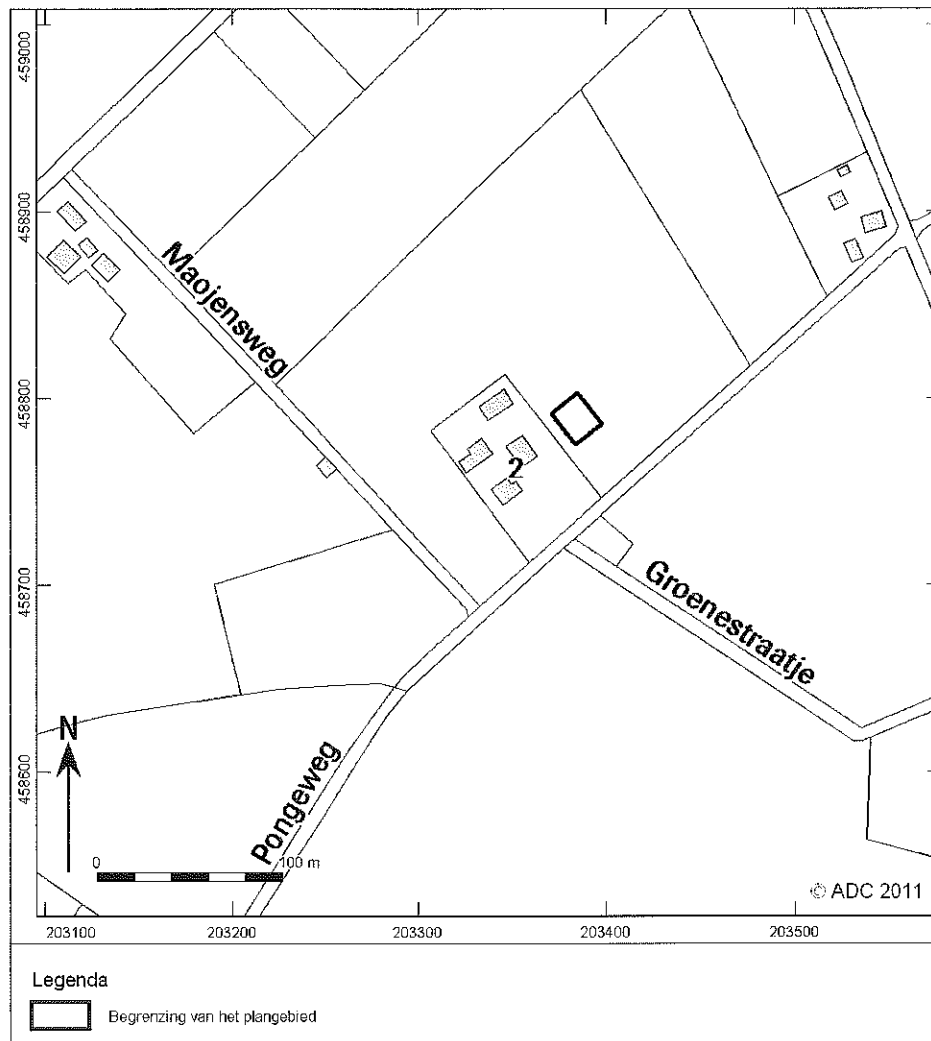 459000
458900
458800
458700
458600
Maojensweg
2
Groenestraatje
Pongeweg
N
0 100 m
© ADC 2011
203100 203200 203300 203400 203500
Legenda
Begrenzing van het plangebied